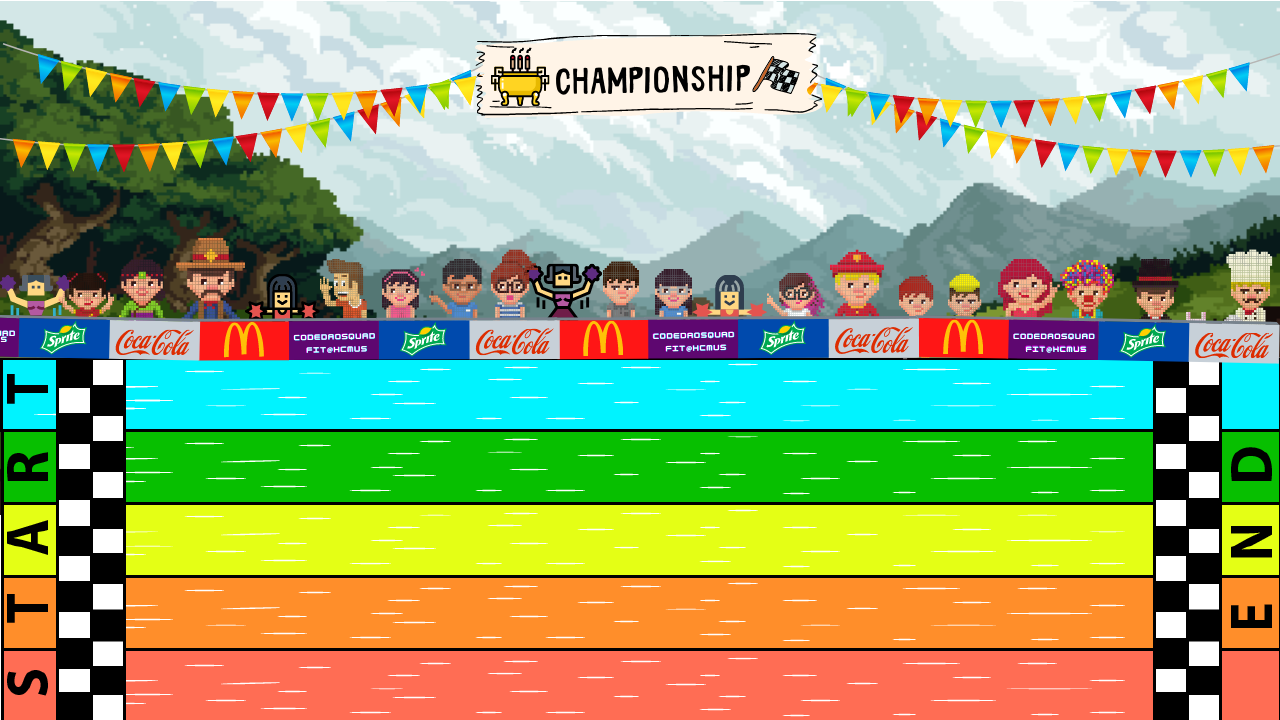 CHAMPIONSHIP
Sprite
Coca-Cola
CODEDAOSQUAD
FIT@HCMUS
Sprite
Coca-Cola
CODEDAOSQUAD
FIT@HCMUS
Sprite
Coca-Cola
CODEDAOSQUAD
FIT@HCMUS
Sprite
Coca-Cola
START
END